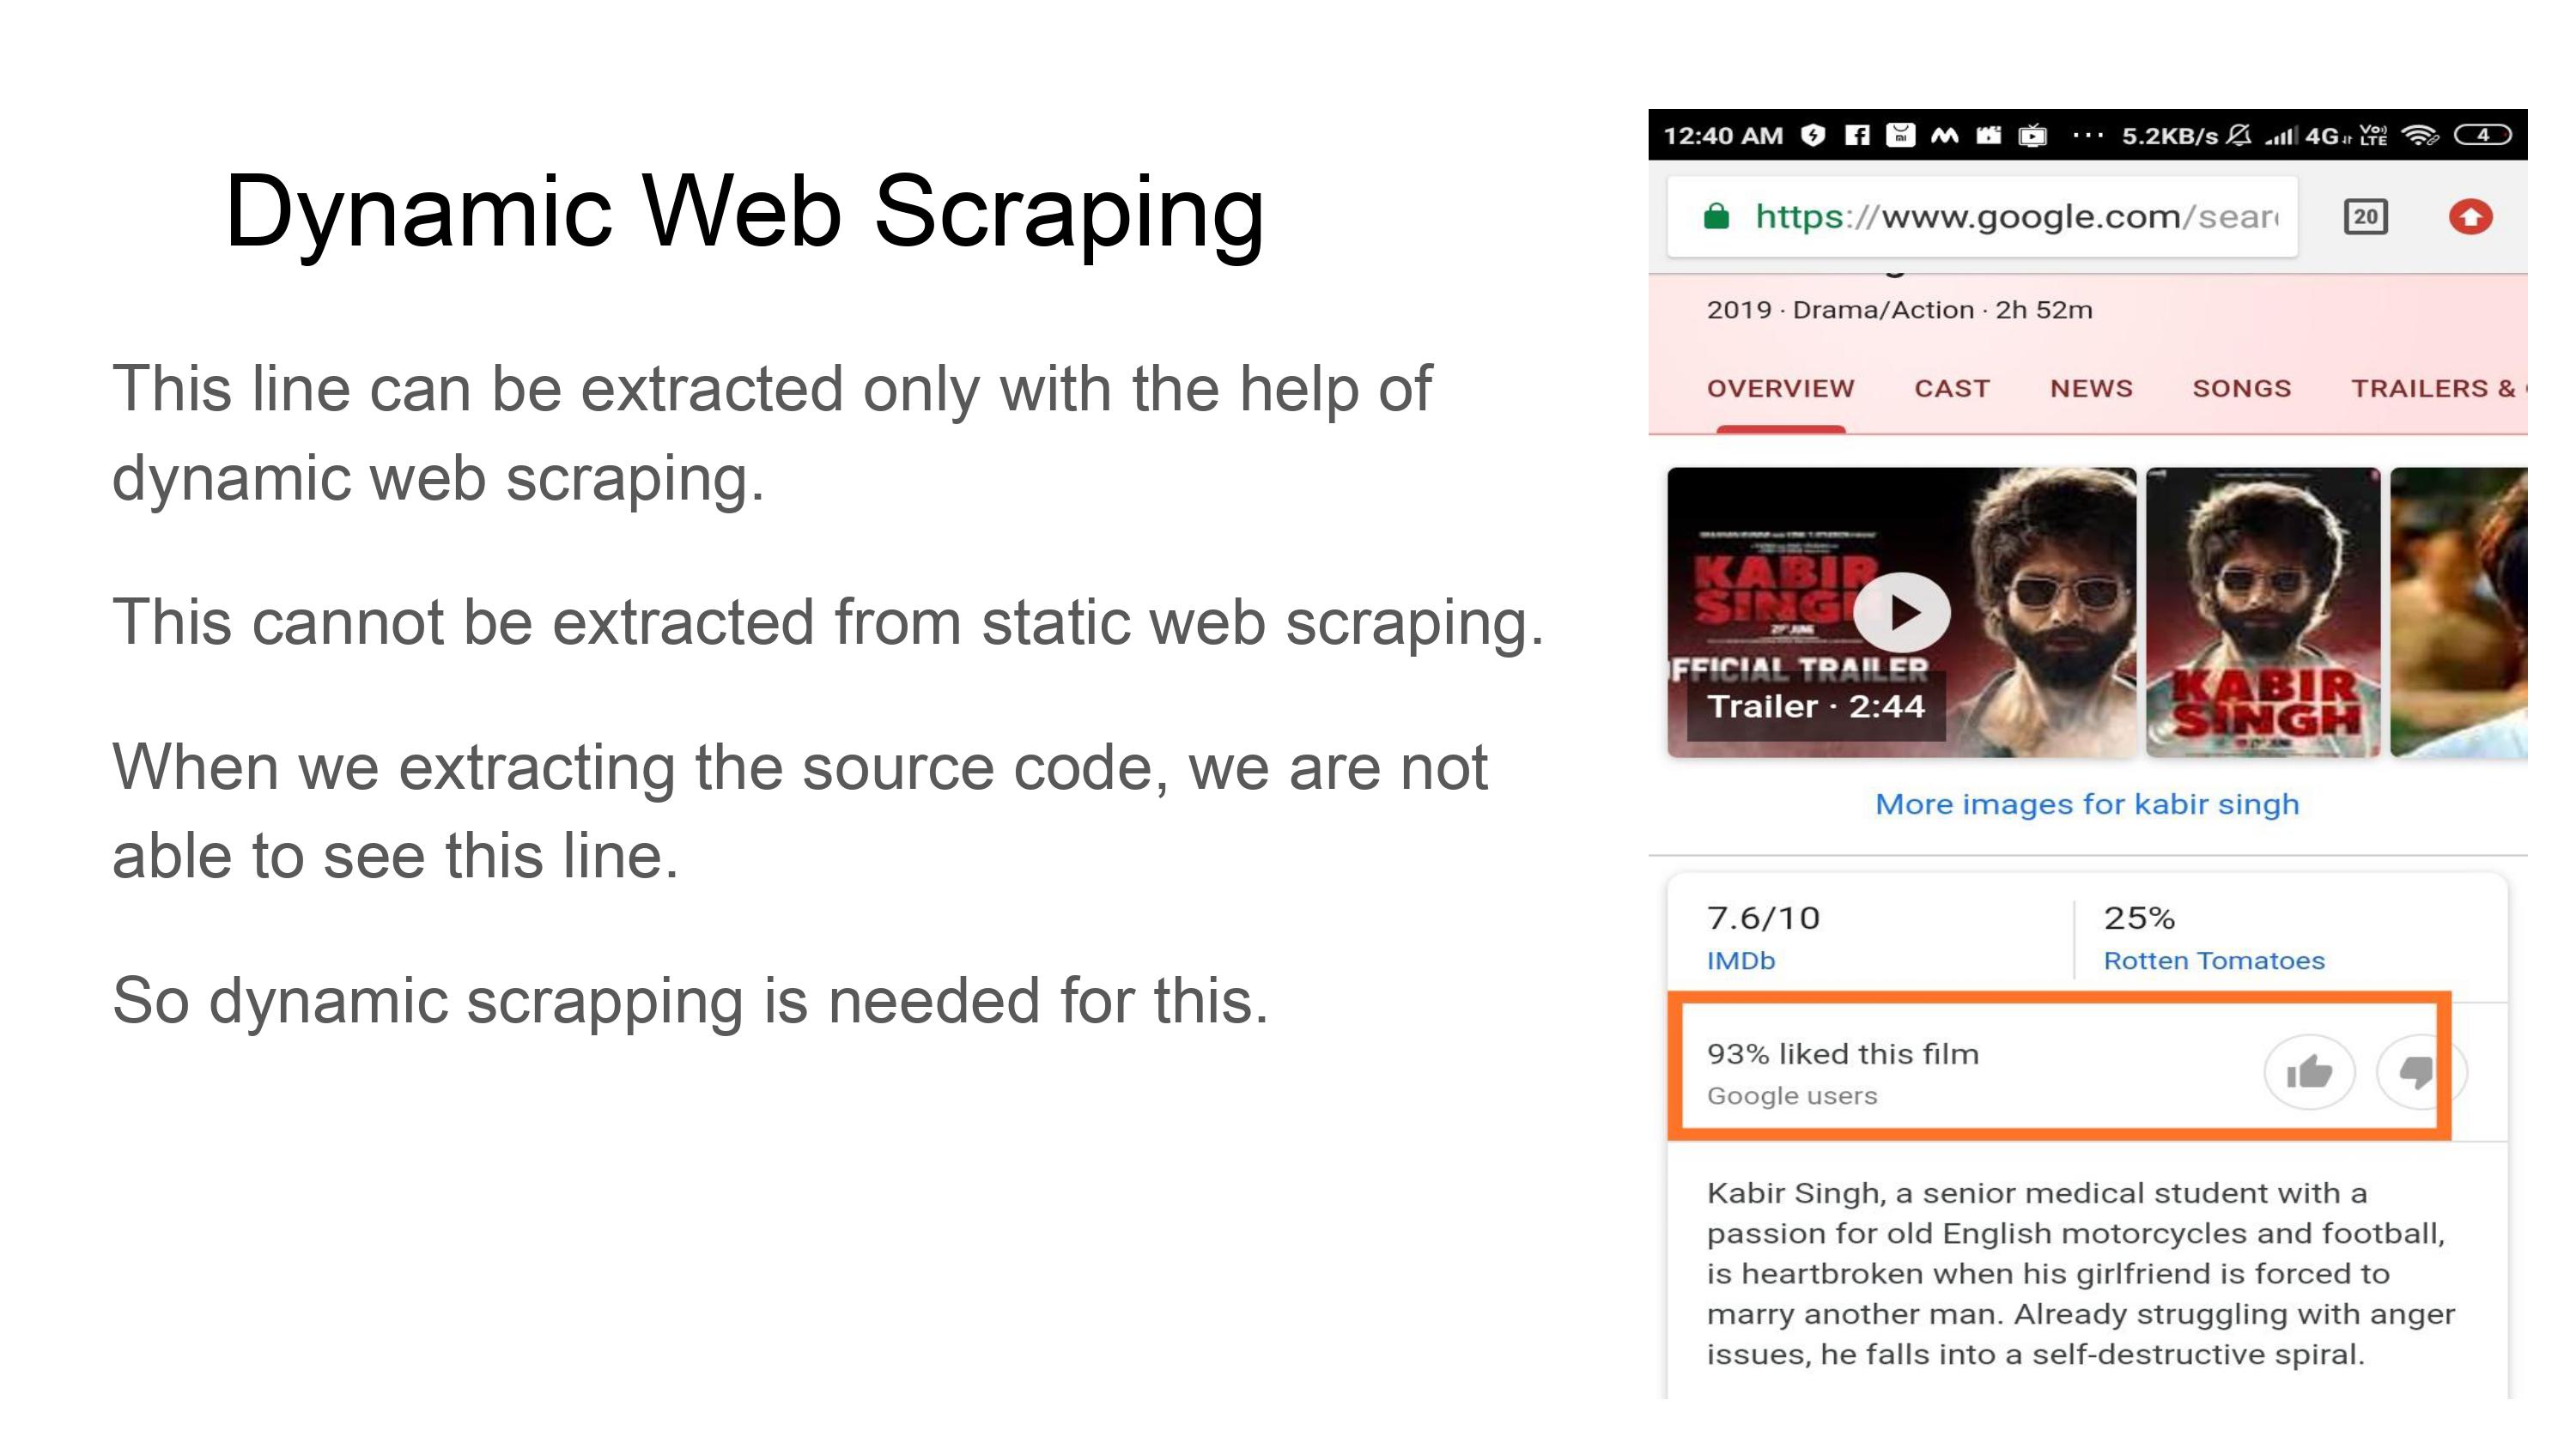 Dynamic Web Scraping
This line can be extracted only with the help of
dynamic web scraping.
This cannot be extracted from static web scraping.
When we extracting the source code, we are not
able to see this line.
So dynamic scrapping is needed for this.
12:40 AM ··· 5.2KB/s 4G VoLTE 4
https://www.google.com/sear
20
2019 · Drama/Action · 2h 52m
OVERVIEW CAST NEWS SONGS TRAILERS &
KABIR
SINGH
21ST JUNE
FFICIAL TRAILER
Trailer · 2:44
KABIR
SINGH
More images for kabir singh
7.6/10 25%
IMDb Rotten Tomatoes
93% liked this film
Google users
Kabir Singh, a senior medical student with a
passion for old English motorcycles and football,
is heartbroken when his girlfriend is forced to
marry another man. Already struggling with anger
issues, he falls into a self-destructive spiral.